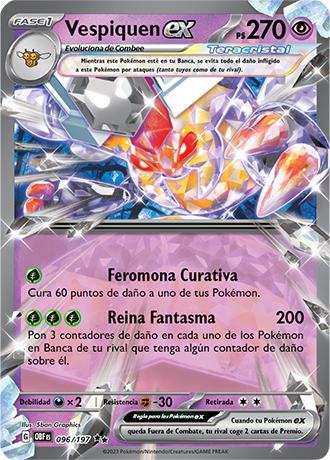 FASE 1
Vespiquen ex
PS 270
Evoluciona de Combee
Teracristal
Mientras este Pokémon esté en tu Banca, se evita todo el daño infligido
a este Pokémon por ataques (tanto tuyos como de tu rival).
Feromona Curativa
Cura 60 puntos de daño a uno de tus Pokémon.
Reina Fantasma 200
Pon 3 contadores de daño en cada uno de los Pokémon
en Banca de tu rival que tenga algún contador de daño
sobre él.
Debilidad ×2 Resistencia -30 Retirada
Illus. 5ban Graphics
Regla para los Pokémon ex
Cuando tu Pokémon ex
queda Fuera de Combate, tu rival coge 2 cartas de Premio.
G OBF ES 096/197
©2023 Pokémon/Nintendo/Creatures/GAME FREAK